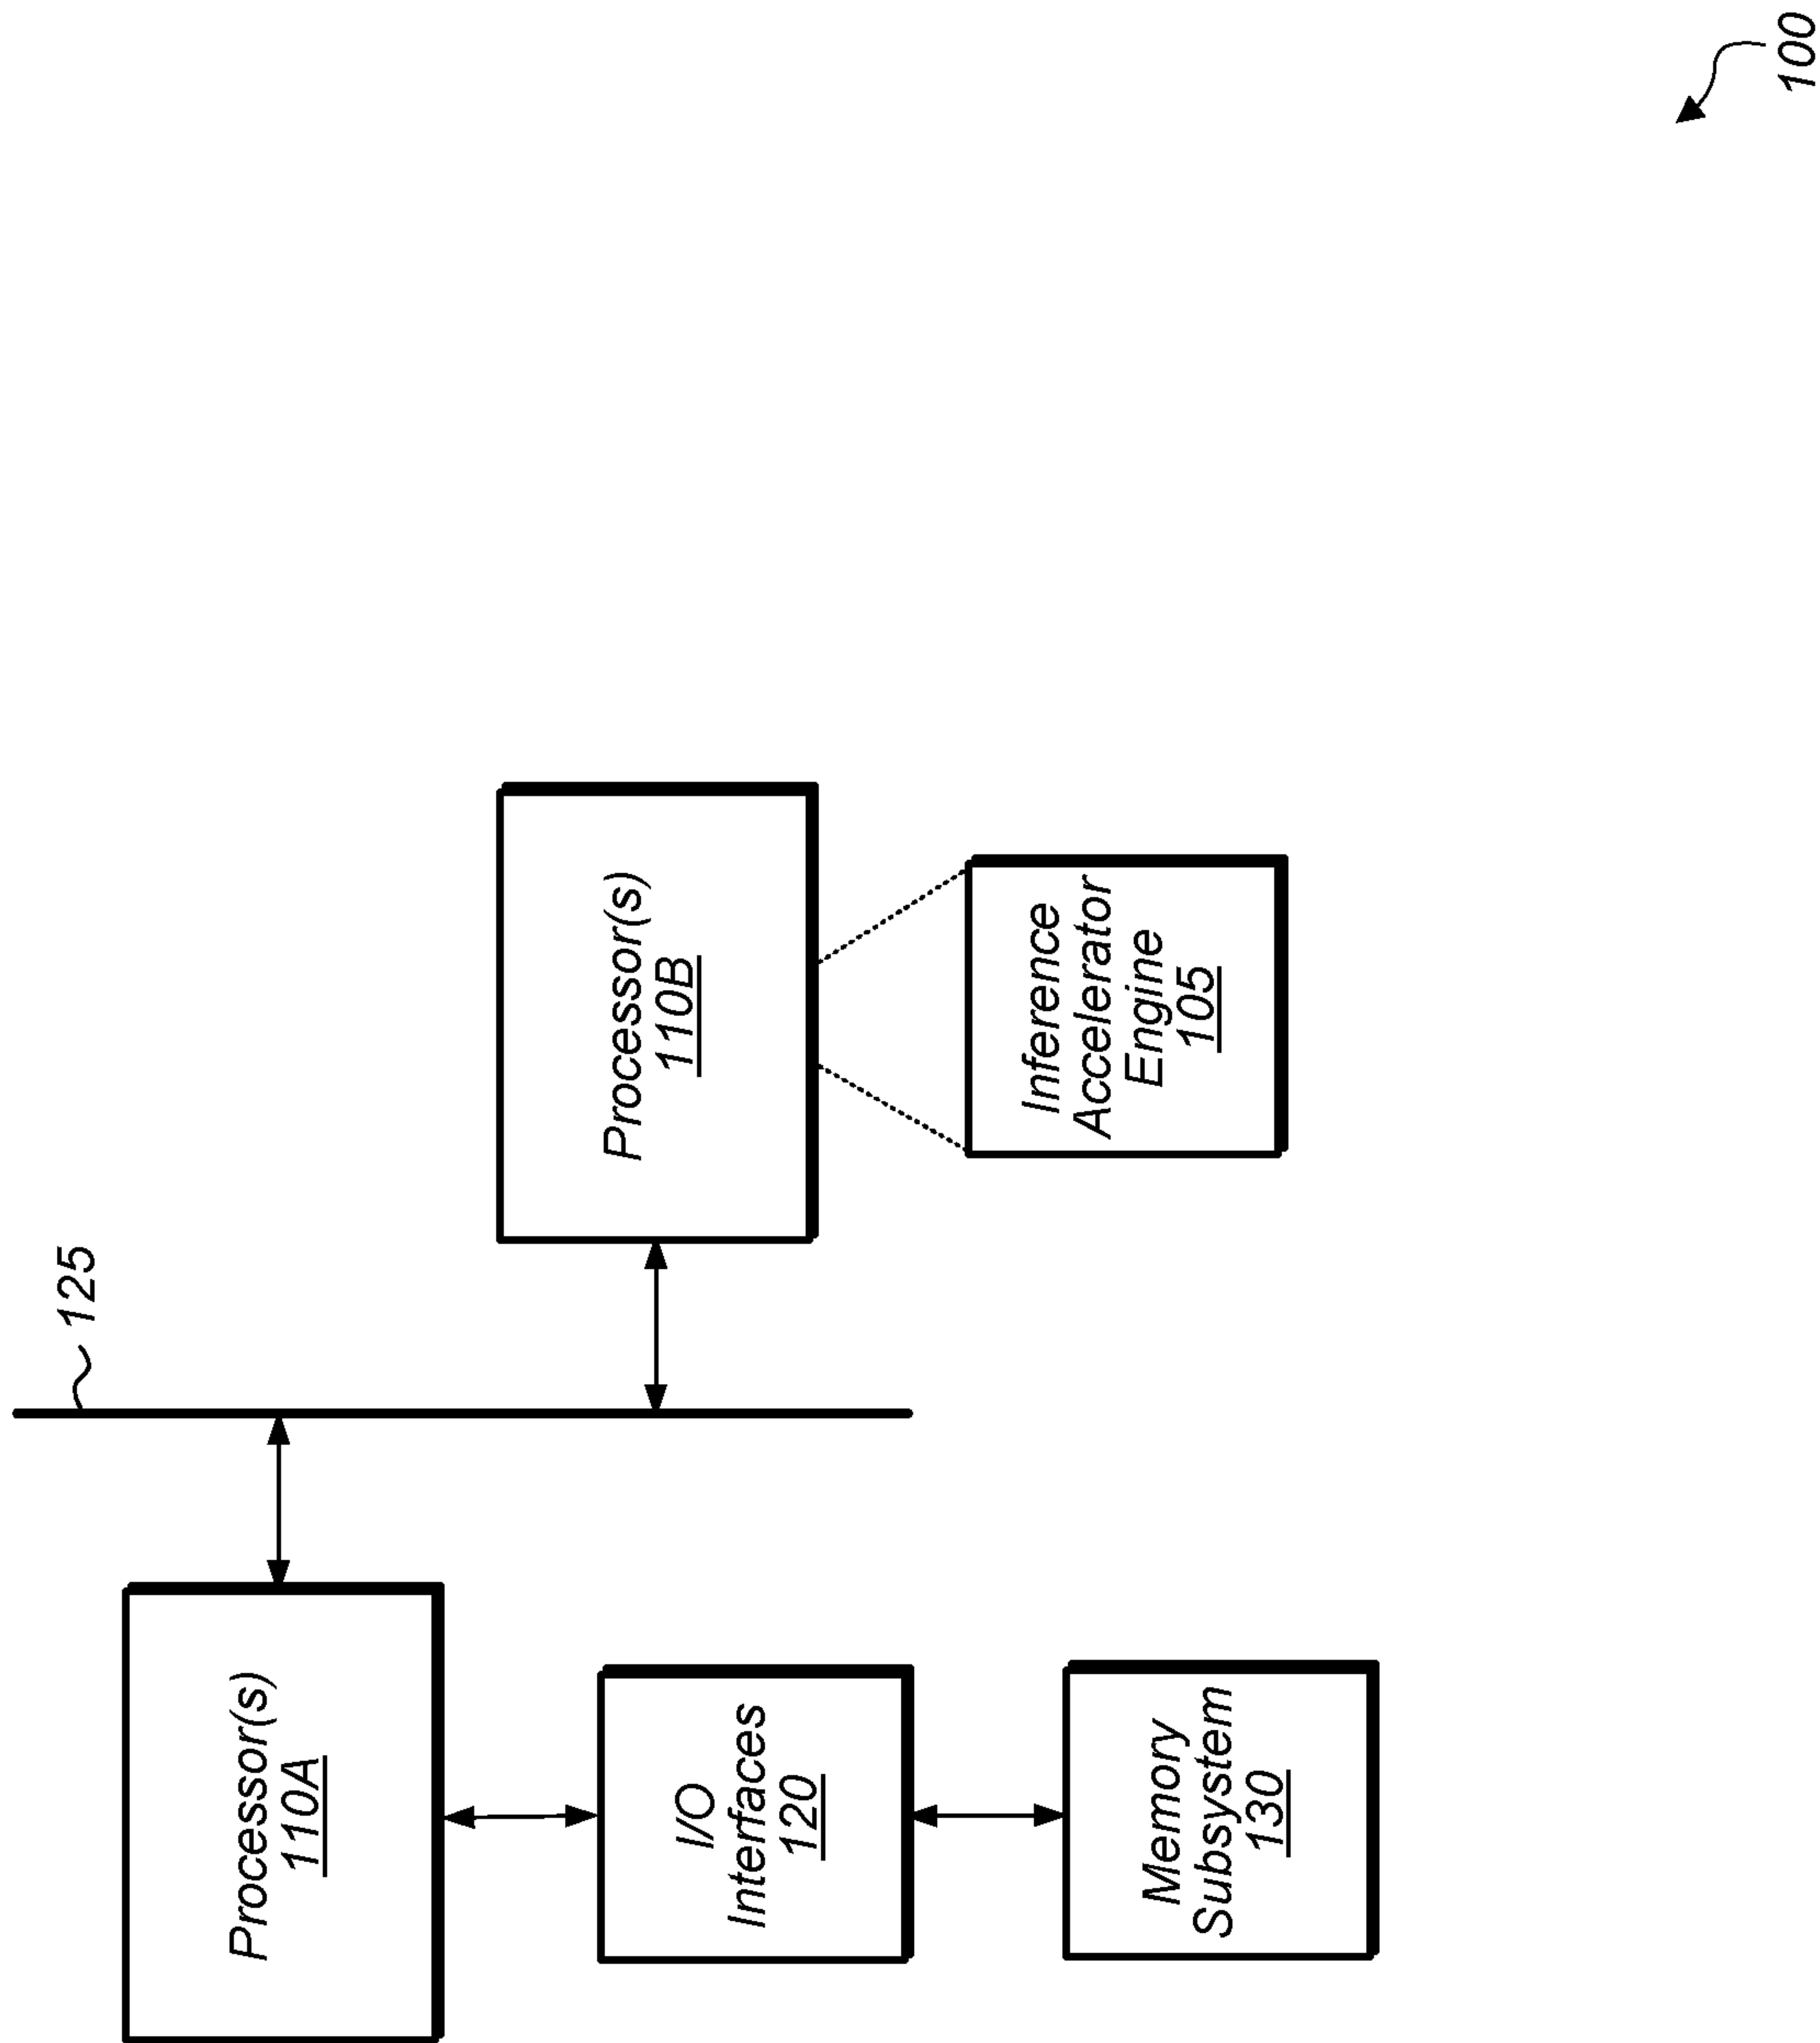 125
Processor(s)
110A
Processor(s)
110B
I/O
Interfaces
120
Inference
Accelerator
Engine
105
Memory
Subsystem
130
100